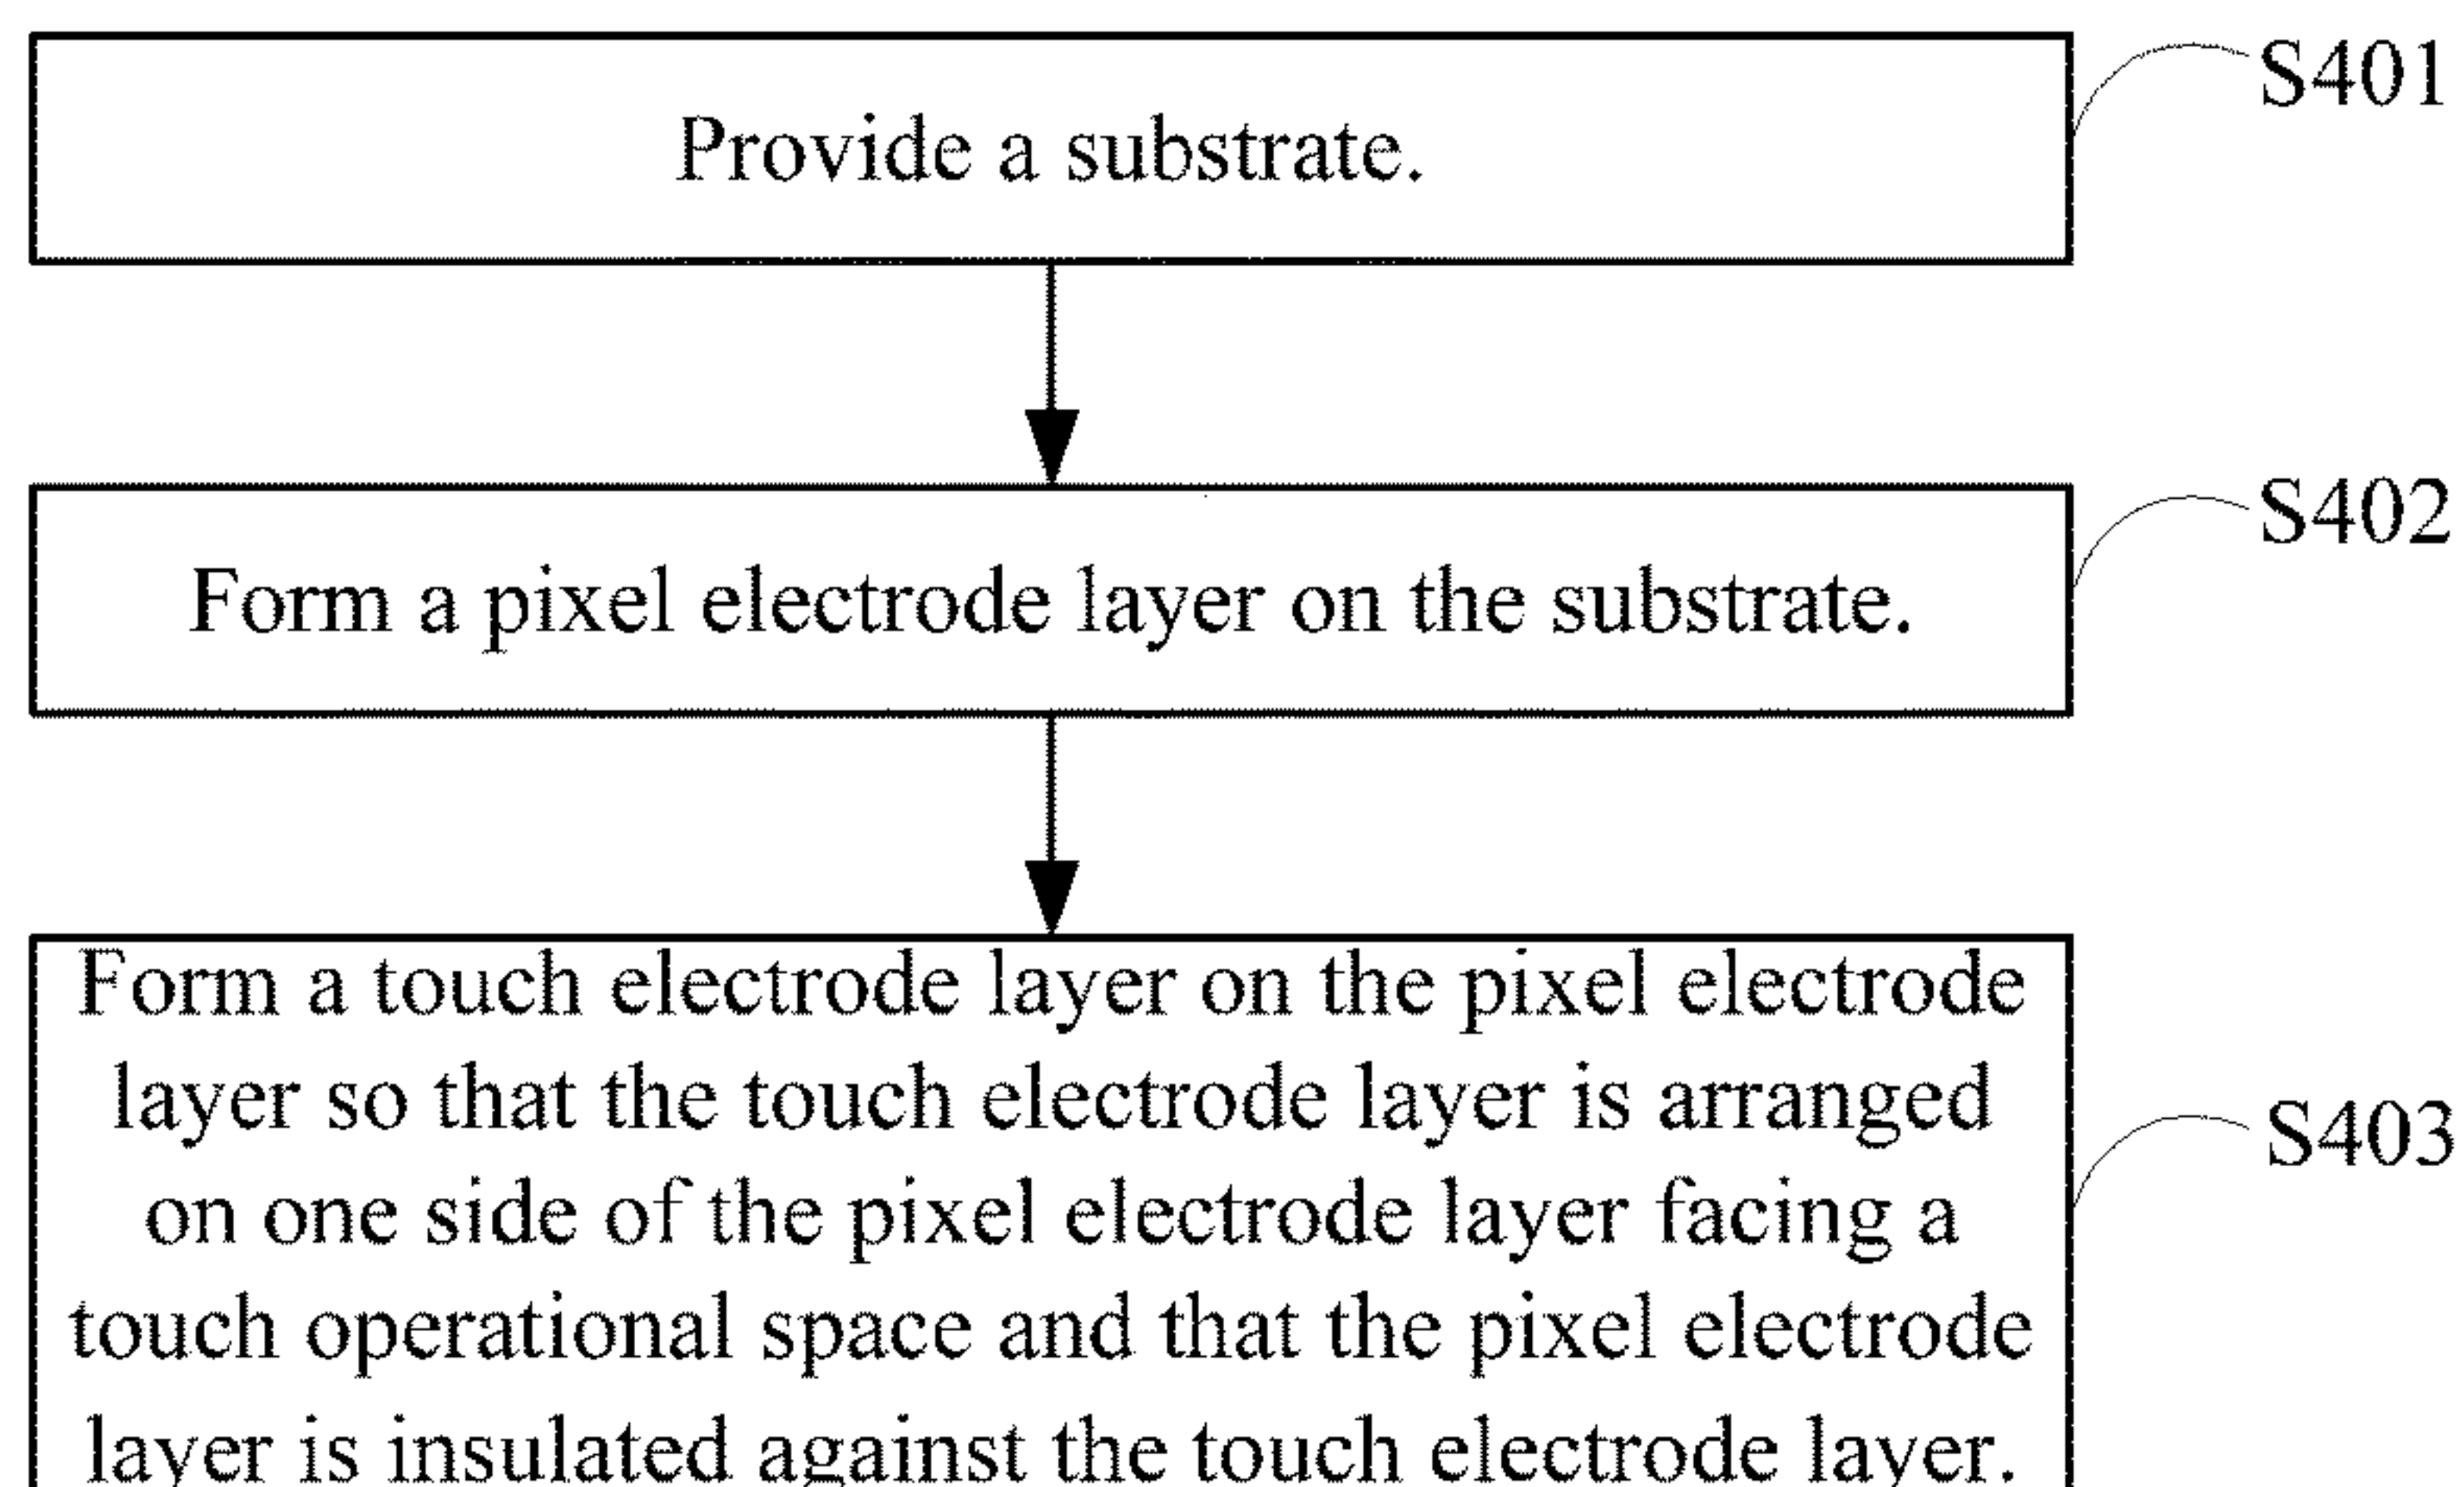 S401
Provide a substrate.
S402
Form a pixel electrode layer on the substrate.
Form a touch electrode layer on the pixel electrode
layer so that the touch electrode layer is arranged
S403
on one side of the pixel electrode layer facing a
touch operational space and that the pixel electrode
layer is insulated against the touch electrode layer.